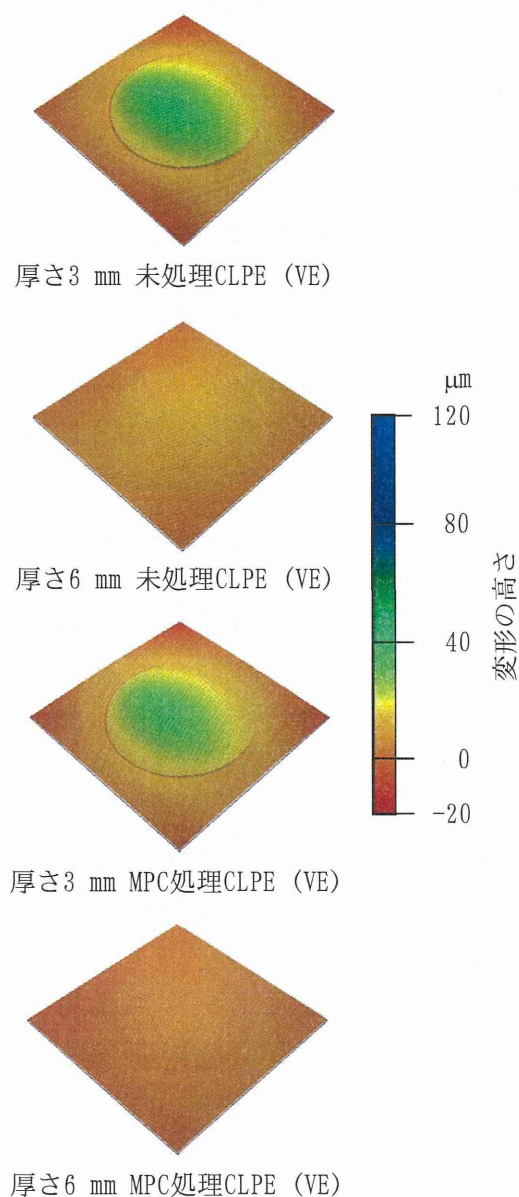 厚さ3 mm 未処理CLPE (VE)
厚さ6 mm 未処理CLPE (VE)
厚さ3 mm MPC処理CLPE (VE)
厚さ6 mm MPC処理CLPE (VE)
μm
120
80
40
0
-20
変形の高さ